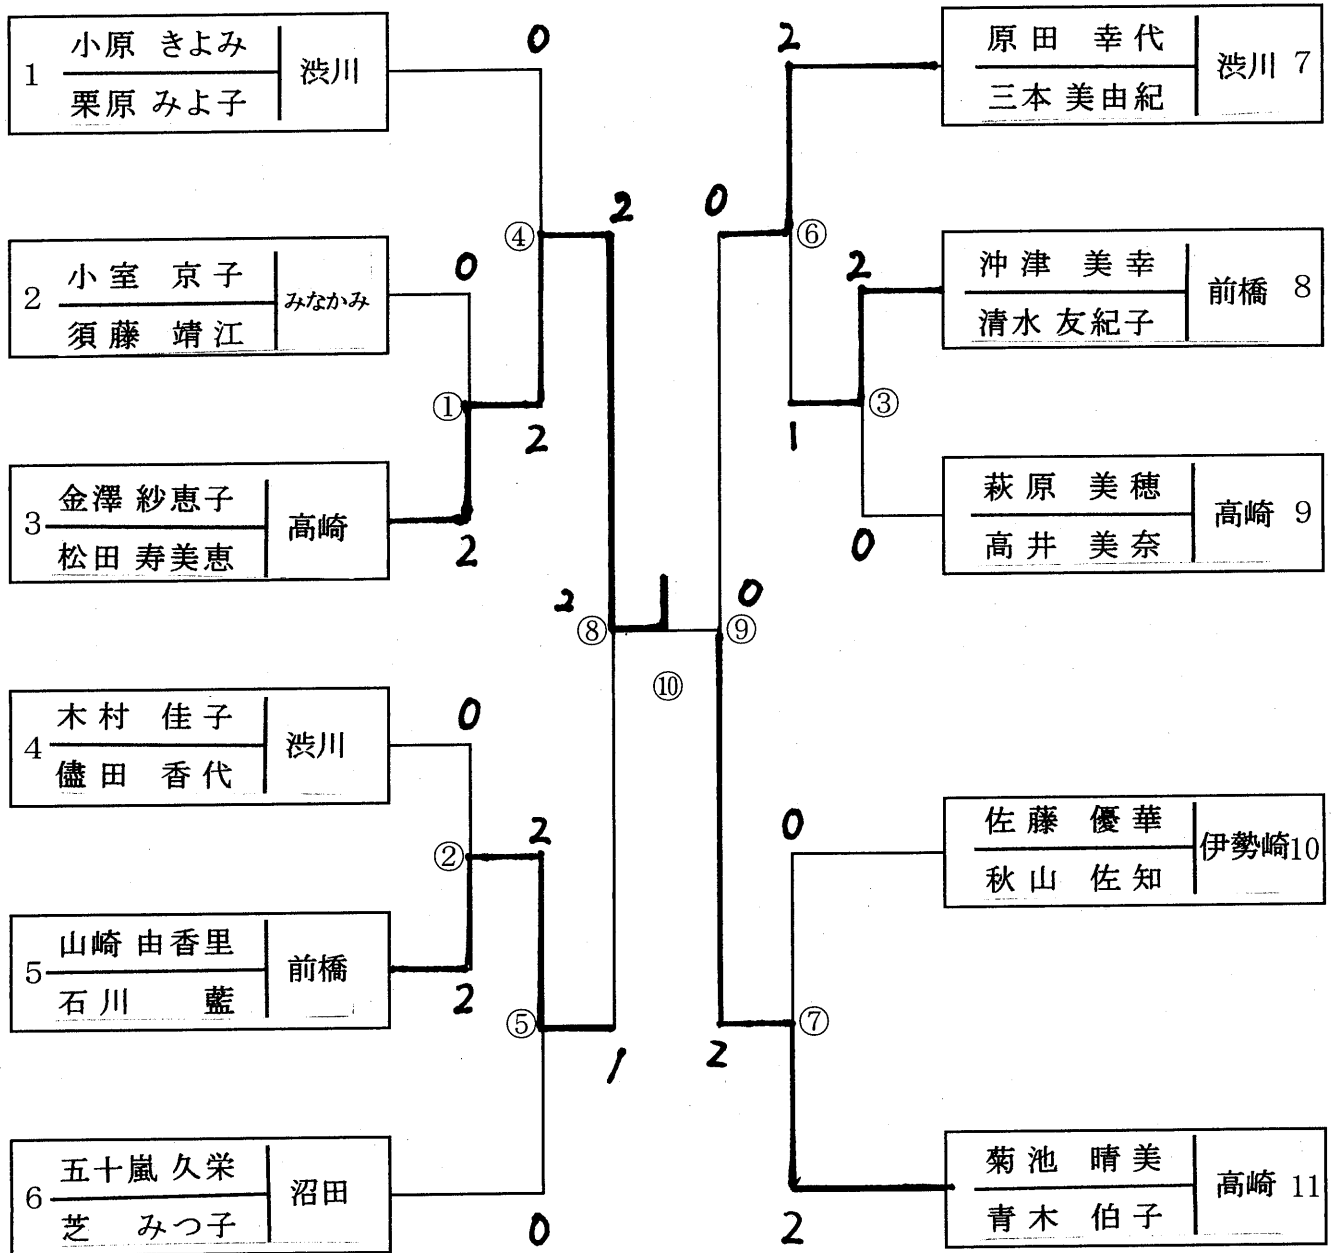 1 小原 きよみ 渋川
栗原 みよ子
0
2 小室 京子 みなかみ
須藤 靖江
0
3 金澤 紗恵子 高崎
松田 寿美恵
2
①
2
④
2
4 木村 佳子 渋川
儘田 香代
0
5 山崎 由香里 前橋
石川 藍
2
②
2
6 五十嵐 久栄 沼田
芝 みつ子
0
⑤
1
2
⑧
⑩
0
⑨
2
原田 幸代 渋川 7
三本 美由紀
0
⑥
2
沖津 美幸 前橋 8
清水 友紀子
1
③
萩原 美穂 高崎 9
高井 美奈
0
0
佐藤 優華 伊勢崎 10
秋山 佐知
2
⑦
菊池 晴美 高崎 11
青木 伯子
2